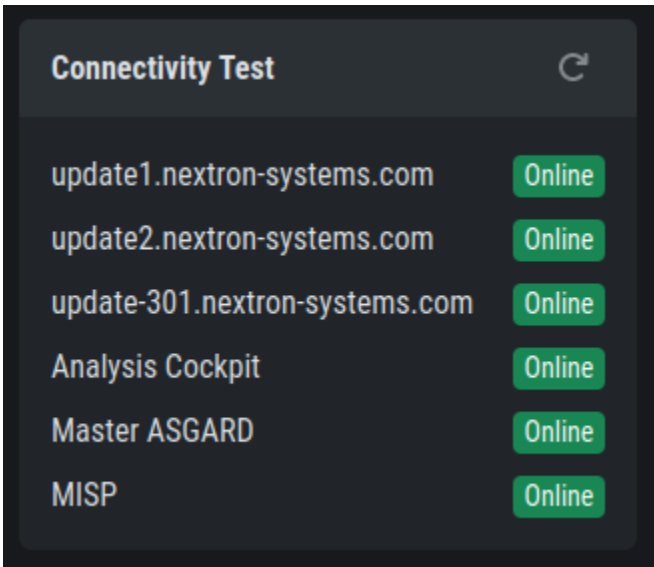 Connectivity Test
update1.nextron-systems.com Online
update2.nextron-systems.com Online
update-301.nextron-systems.com Online
Analysis Cockpit Online
Master ASGARD Online
MISP Online